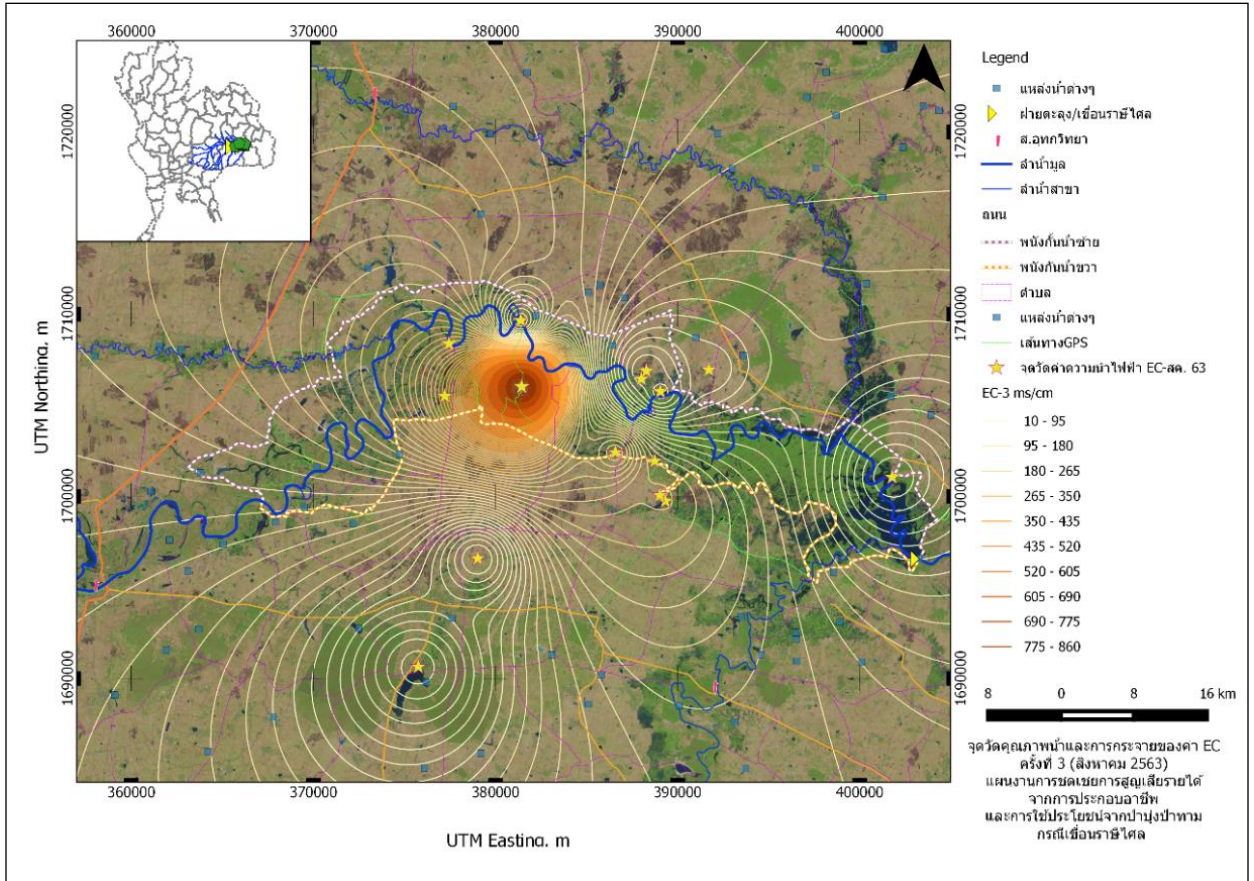 360000
370000
380000
390000
400000
1720000
1710000
1700000
1690000
UTM Northing. m
1720000
1710000
1700000
1690000
360000
370000
380000
390000
400000
UTM Easting. m
Legend
แหล่งน้ำต่างๆ
ฝายตะลุง/เขื่อนราษีไศล
ส.อุทกวิทยา
ลำน้ำมูล
ลำน้ำสาขา
ถนน
พนังกั้นน้ำซ้าย
พนังกั้นน้ำขวา
ตำบล
แหล่งน้ำต่างๆ
เส้นทางGPS
จุดวัดค่าความนำไฟฟ้า EC-สค. 63
EC-3 ms/cm
10 - 95
95 - 180
180 - 265
265 - 350
350 - 435
435 - 520
520 - 605
605 - 690
690 - 775
775 - 860
8 0 8 16 km
จุดวัดคุณภาพน้ำและการกระจายของค่า EC
ครั้งที่ 3 (สิงหาคม 2563)
แผนงานการชดเชยการสูญเสียรายได้
จากการประกอบอาชีพ
และการใช้ประโยชน์จากป่าบุ่งป่าทาม
กรณีเขื่อนราษีไศล